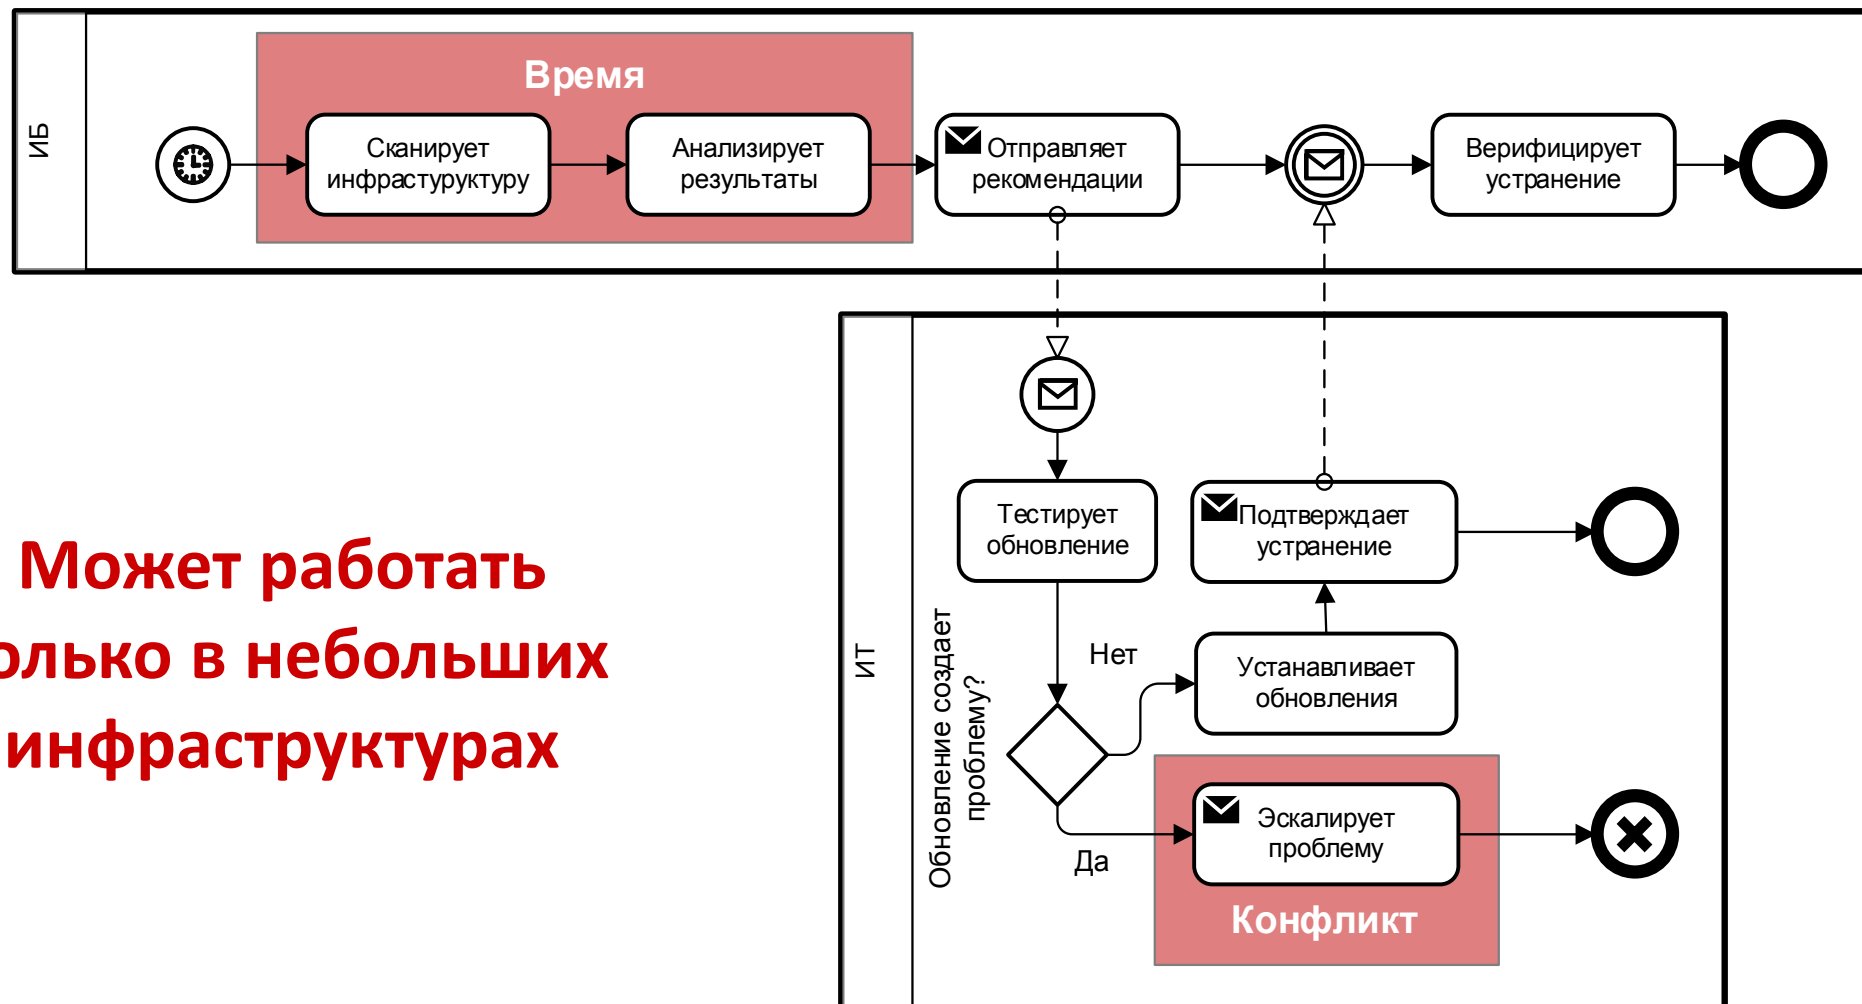 ИБ
Время
Сканирует
инфрастуруктуру
Анализирует
результаты
Отправляет
рекомендации
Верифицирует
устранение
ИТ
Тестирует
обновление
Подтверждает
устранение
Обновление создает
проблему?
Нет
Устанавливает
обновления
Да
Эскалирует
проблему
Конфликт
Может работать
олько в небольших
инфраструктурах